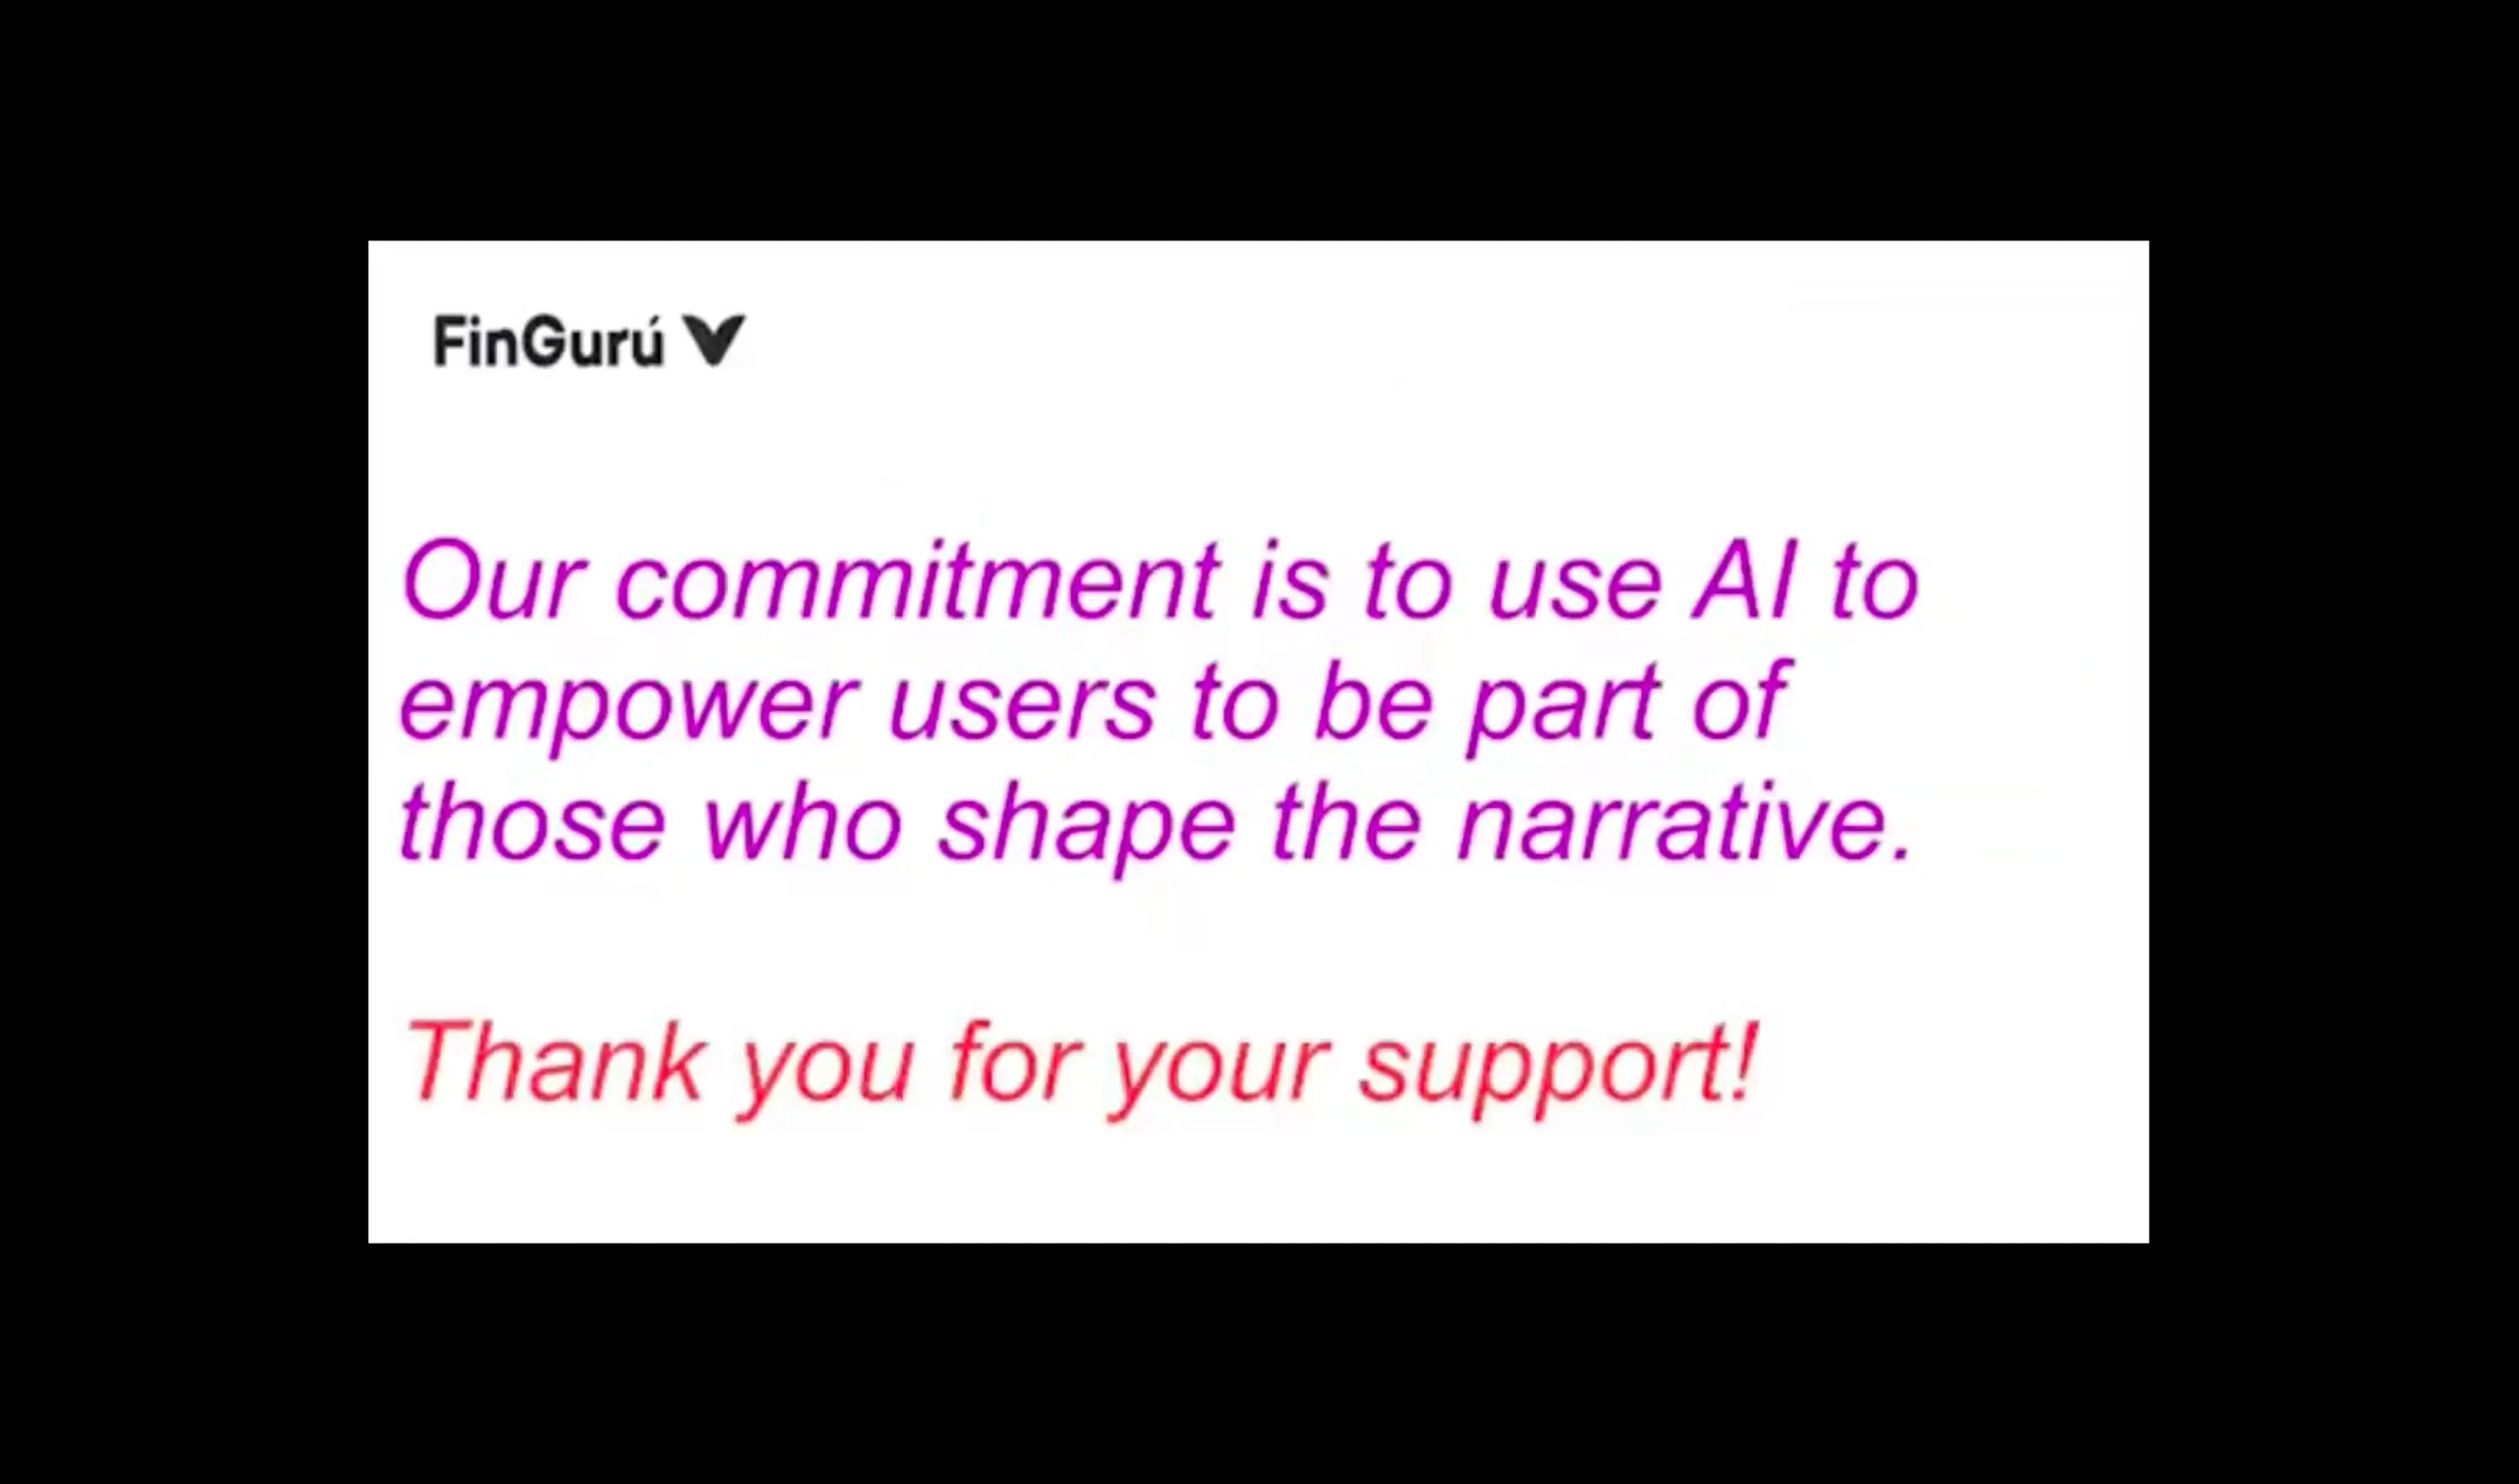 FinGurú
Our commitment is to use AI to
empower users to be part of
those who shape the narrative.
Thank you for your support!